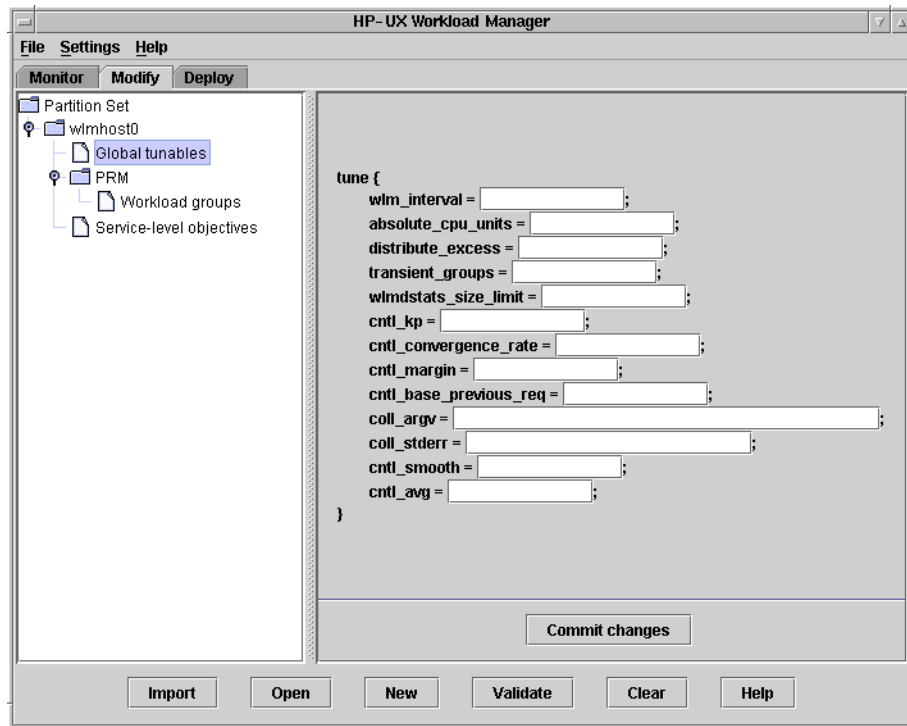 HP-UX Workload Manager
File Settings Help
Monitor Modify Deploy
Partition Set
wlmhost0
Global tunables
PRM
Workload groups
Service-level objectives
tune {
wlm_interval = ;
absolute_cpu_units = ;
distribute_excess = ;
transient_groups = ;
wlmdstats_size_limit = ;
cntl_kp = ;
cntl_convergence_rate = ;
cntl_margin = ;
cntl_base_previous_req = ;
coll_argv = ;
coll_stderr = ;
cntl_smooth = ;
cntl_avg = ;
}
Commit changes
Import Open New Validate Clear Help